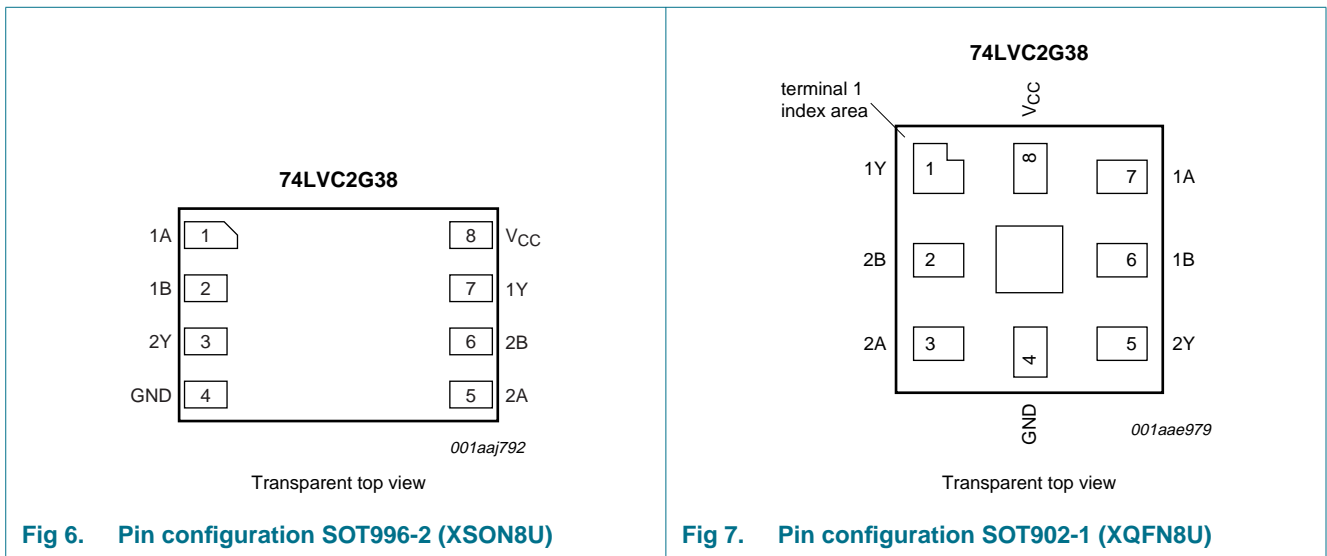 74LVC2G38
1A 1 8 VCC
1B 2 7 1Y
2Y 3 6 2B
GND 4 5 2A
001aaj792
Transparent top view
Fig 6. Pin configuration SOT996-2 (XSON8U)
74LVC2G38
terminal 1
index area
VCC
1Y 1 8 7 1A
2B 2 6 1B
2A 3 4 5 2Y
GND
001aae979
Transparent top view
Fig 7. Pin configuration SOT902-1 (XQFN8U)